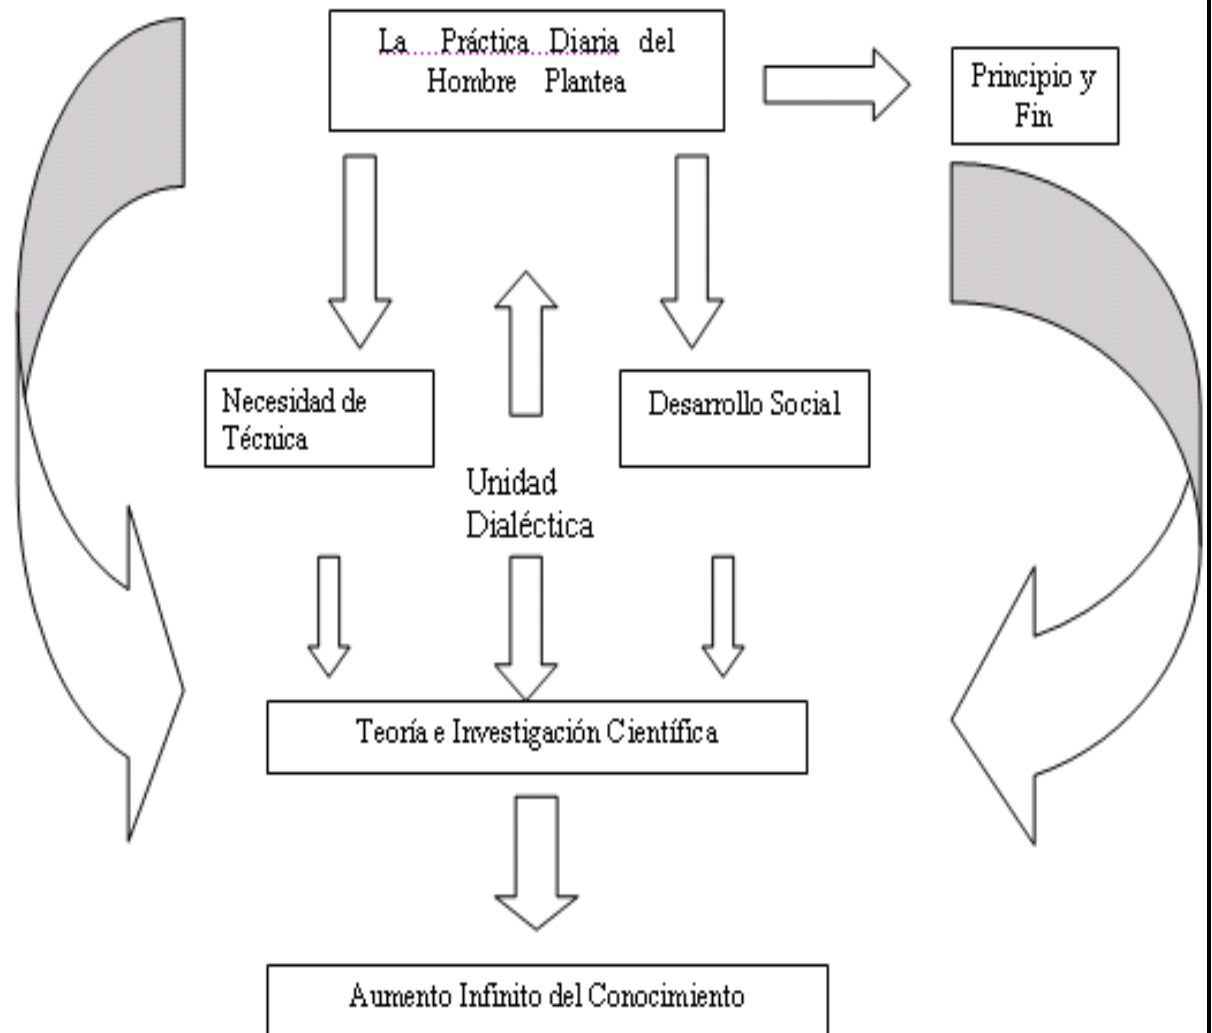 La Práctica Diaria del
Hombre Plantea
Principio y
Fin
Necesidad de
Técnica
Desarrollo Social
Unidad
Dialéctica
Teoría e Investigación Científica
Aumento Infinito del Conocimiento